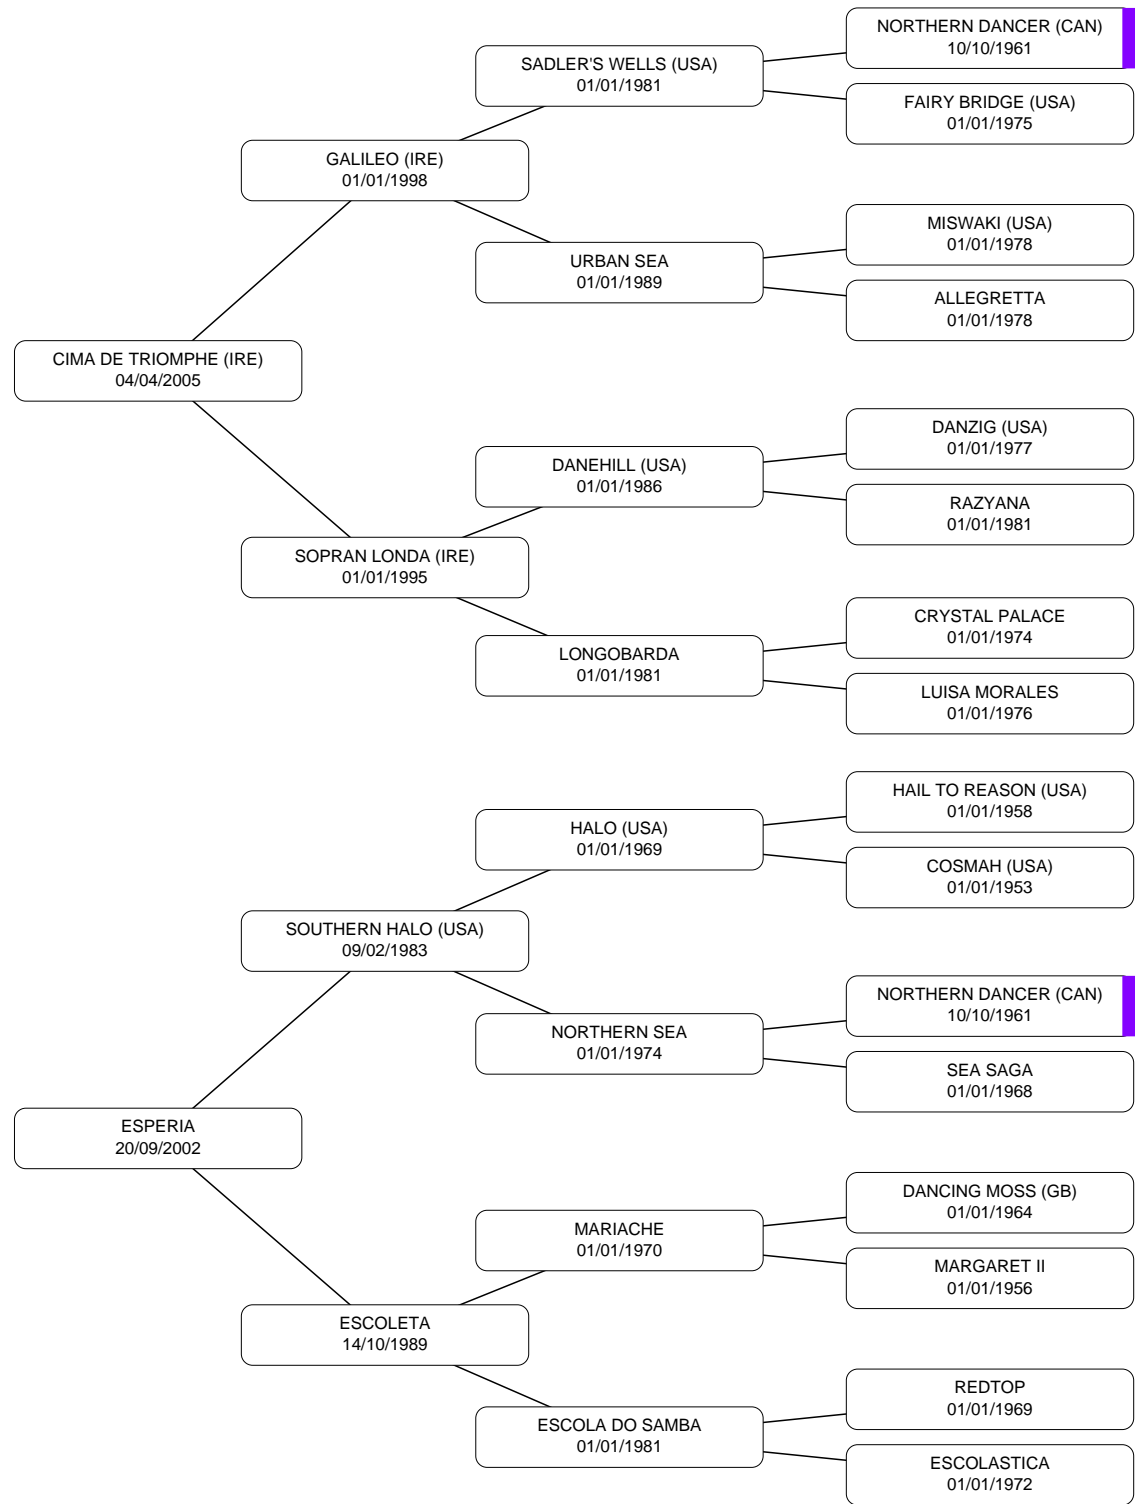 NORTHERN DANCER (CAN)
10/10/1961
SADLER'S WELLS (USA)
01/01/1981
FAIRY BRIDGE (USA)
01/01/1975
GALILEO (IRE)
01/01/1998
MISWAKI (USA)
01/01/1978
URBAN SEA
01/01/1989
ALLEGRETTA
01/01/1978
CIMA DE TRIOMPHE (IRE)
04/04/2005
DANZIG (USA)
01/01/1977
DANEHILL (USA)
01/01/1986
RAZYANA
01/01/1981
SOPRAN LONDA (IRE)
01/01/1995
CRYSTAL PALACE
01/01/1974
LONGOBARDA
01/01/1981
LUISA MORALES
01/01/1976
HAIL TO REASON (USA)
01/01/1958
HALO (USA)
01/01/1969
COSMAH (USA)
01/01/1953
SOUTHERN HALO (USA)
09/02/1983
NORTHERN DANCER (CAN)
10/10/1961
NORTHERN SEA
01/01/1974
SEA SAGA
01/01/1968
ESPERIA
20/09/2002
DANCING MOSS (GB)
01/01/1964
MARIACHE
01/01/1970
MARGARET II
01/01/1956
ESCOLETA
14/10/1989
REDTOP
01/01/1969
ESCOLA DO SAMBA
01/01/1981
ESCOLASTICA
01/01/1972